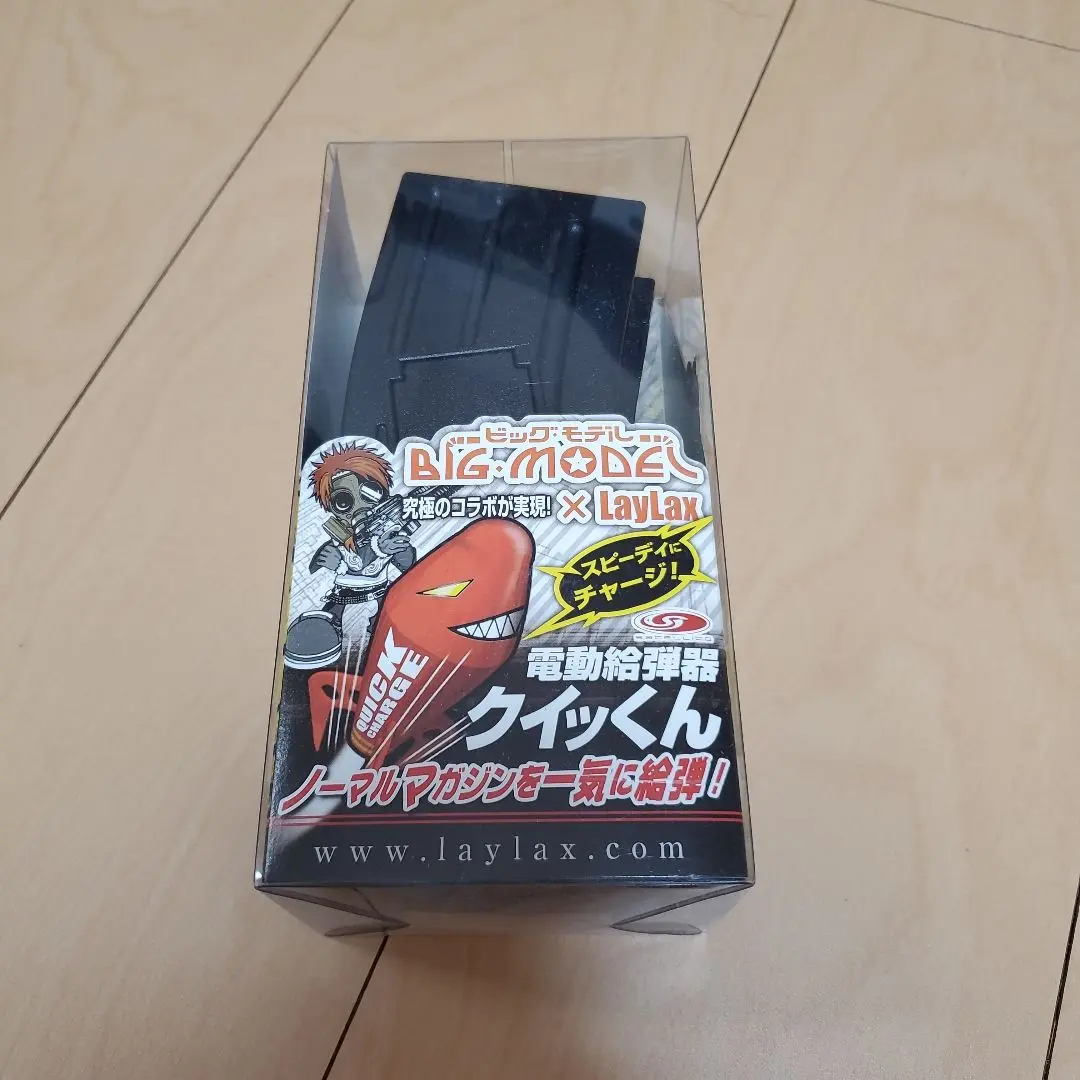 ビッグ・モデル
BIG★MODEL
究極のコラボが実現! × LayLax
スピーディに
チャージ!
QUICK
CHARGE
電動給弾器
クイッくん
ノーマルマガジンを一気に給弾!
www.laylax.com